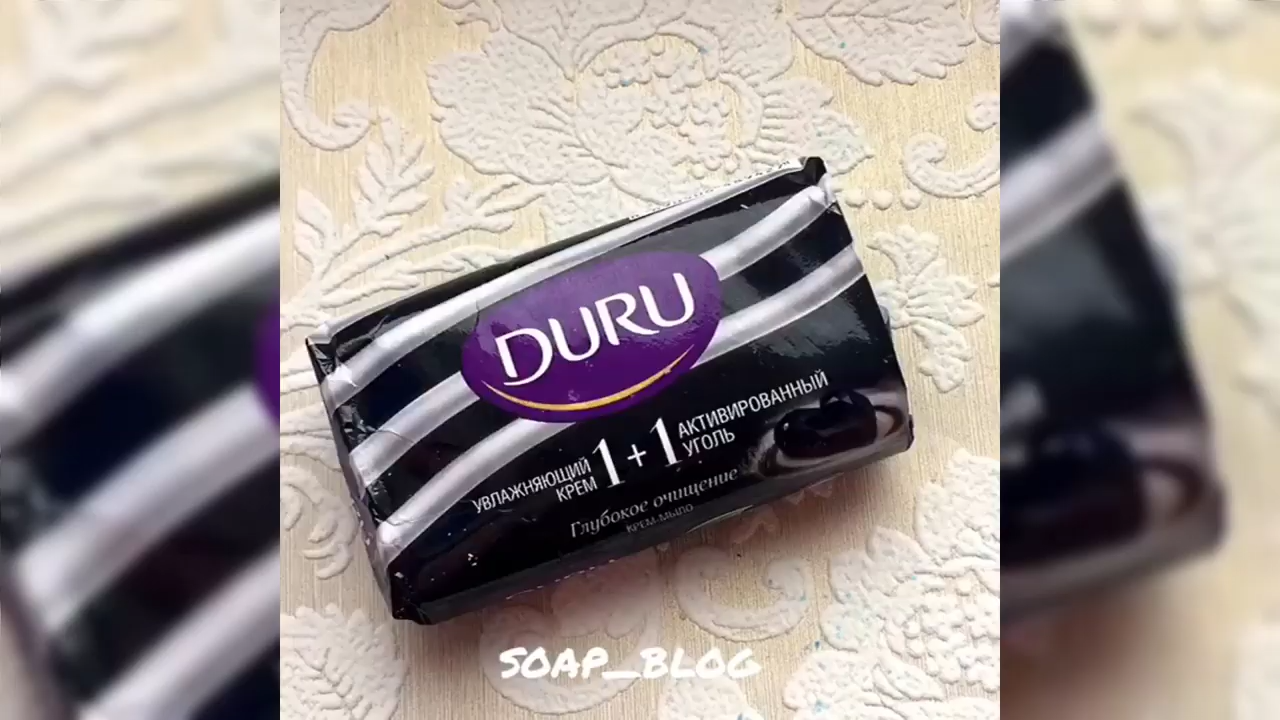 DURU
УВЛАЖНЯЮЩИЙ
КРЕМ
1+1
АКТИВИРОВАННЫЙ
УГОЛЬ
Глубокое очищение
КРЕМ-МЫЛО
SOAP_BLOG